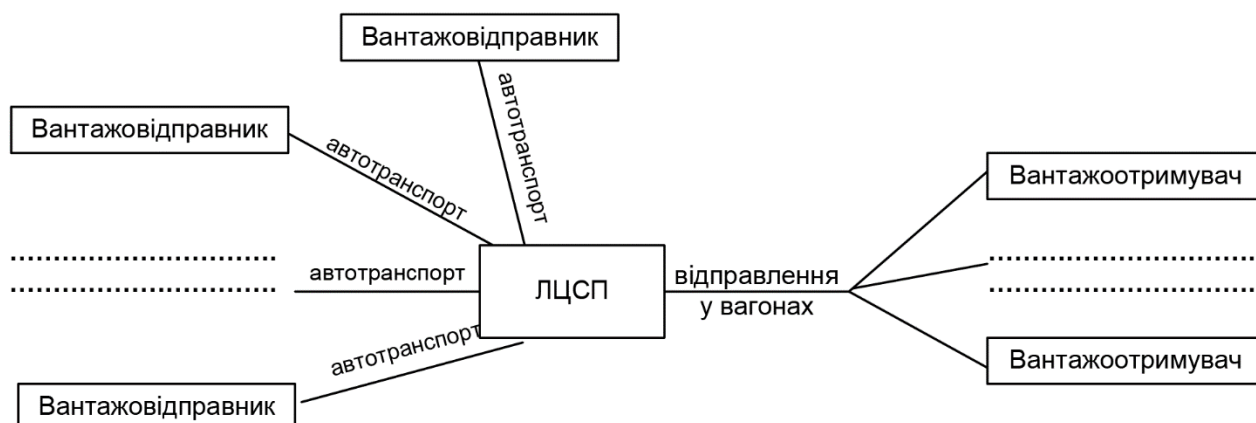 Вантажовідправник
автотранспорт
Вантажовідправник
автотранспорт
Вантажоотримувач
автотранспорт
ЛЦСП
відправлення
у вагонах
автотранспорт
Вантажоотримувач
Вантажовідправник